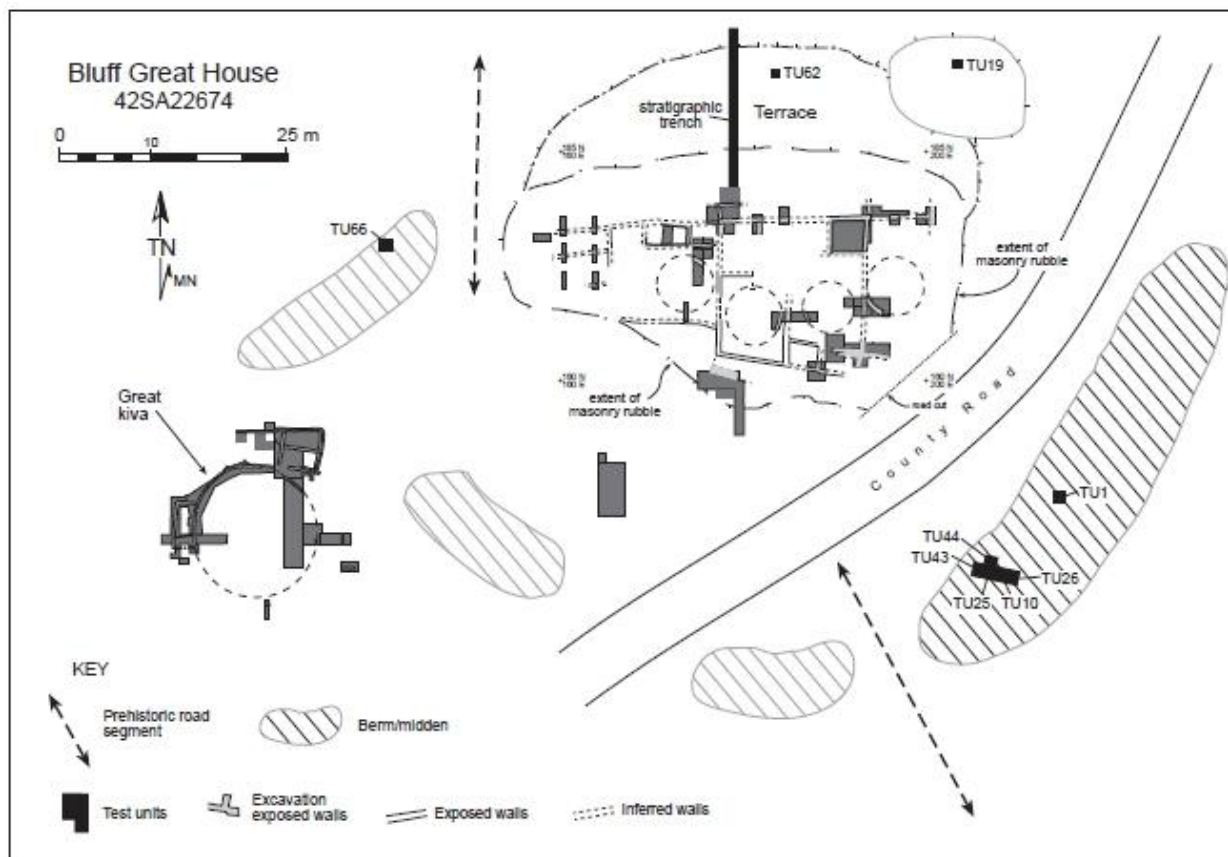 Bluff Great House
42SA22674
0
10
25 m
TN
MN
TU66
TU62
TU19
stratigraphic
trench
Terrace
extent of
masonry rubble
extent of
masonry rubble
road cut
County Road
Great
kiva
TU1
TU44
TU43
TU26
TU25
TU10
KEY
Prehistoric road
segment
Berm/midden
Test units
Excavation
exposed walls
Exposed walls
Inferred walls